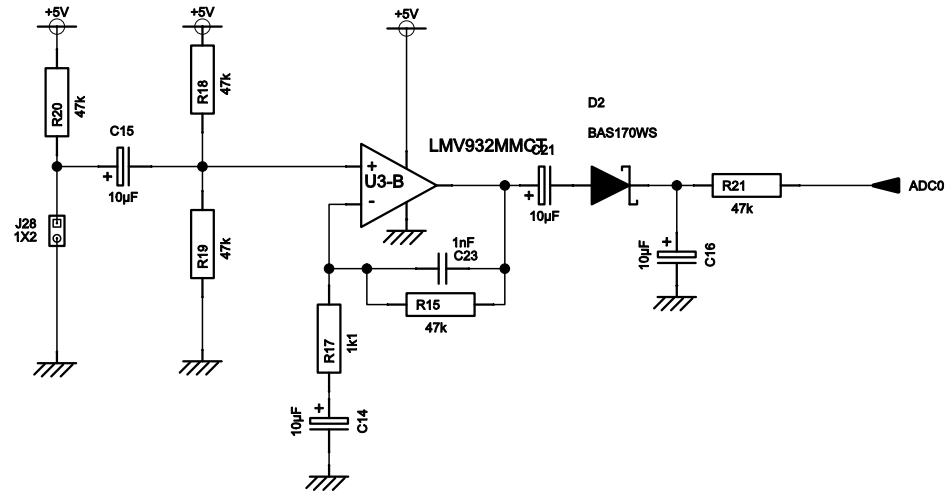 +5V
+5V
+5V
R20
47k
R18
47k
C15
+
10µF
D2
BAS170WS
LMV932MMCT
C21
+
U3-B
-
+
10µF
R21
47k
ADC0
J28
1X2
R19
47k
1nF
C23
R15
47k
10µF
+
C16
R17
1k1
10µF
+
C14